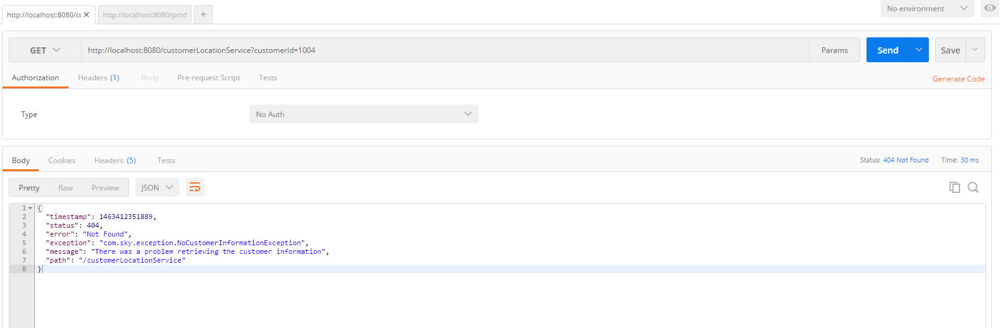 http://localhost:8080/cu
http://localhost:8080/prod
+
No environment
GET
http://localhost:8080/customerLocationService?customerId=1004
Params
Send
Save
Authorization
Headers (1)
Body
Pre-request Script
Tests
Generate Code
Type
No Auth
Body
Cookies
Headers (5)
Tests
Status: 404 Not Found
Time: 30 ms
Pretty
Raw
Preview
JSON
1 {
2 "timestamp": 1463412351889,
3 "status": 404,
4 "error": "Not Found",
5 "exception": "com.sky.exception.NoCustomerInformationException",
6 "message": "There was a problem retrieving the customer information",
7 "path": "/customerLocationService"
8 }